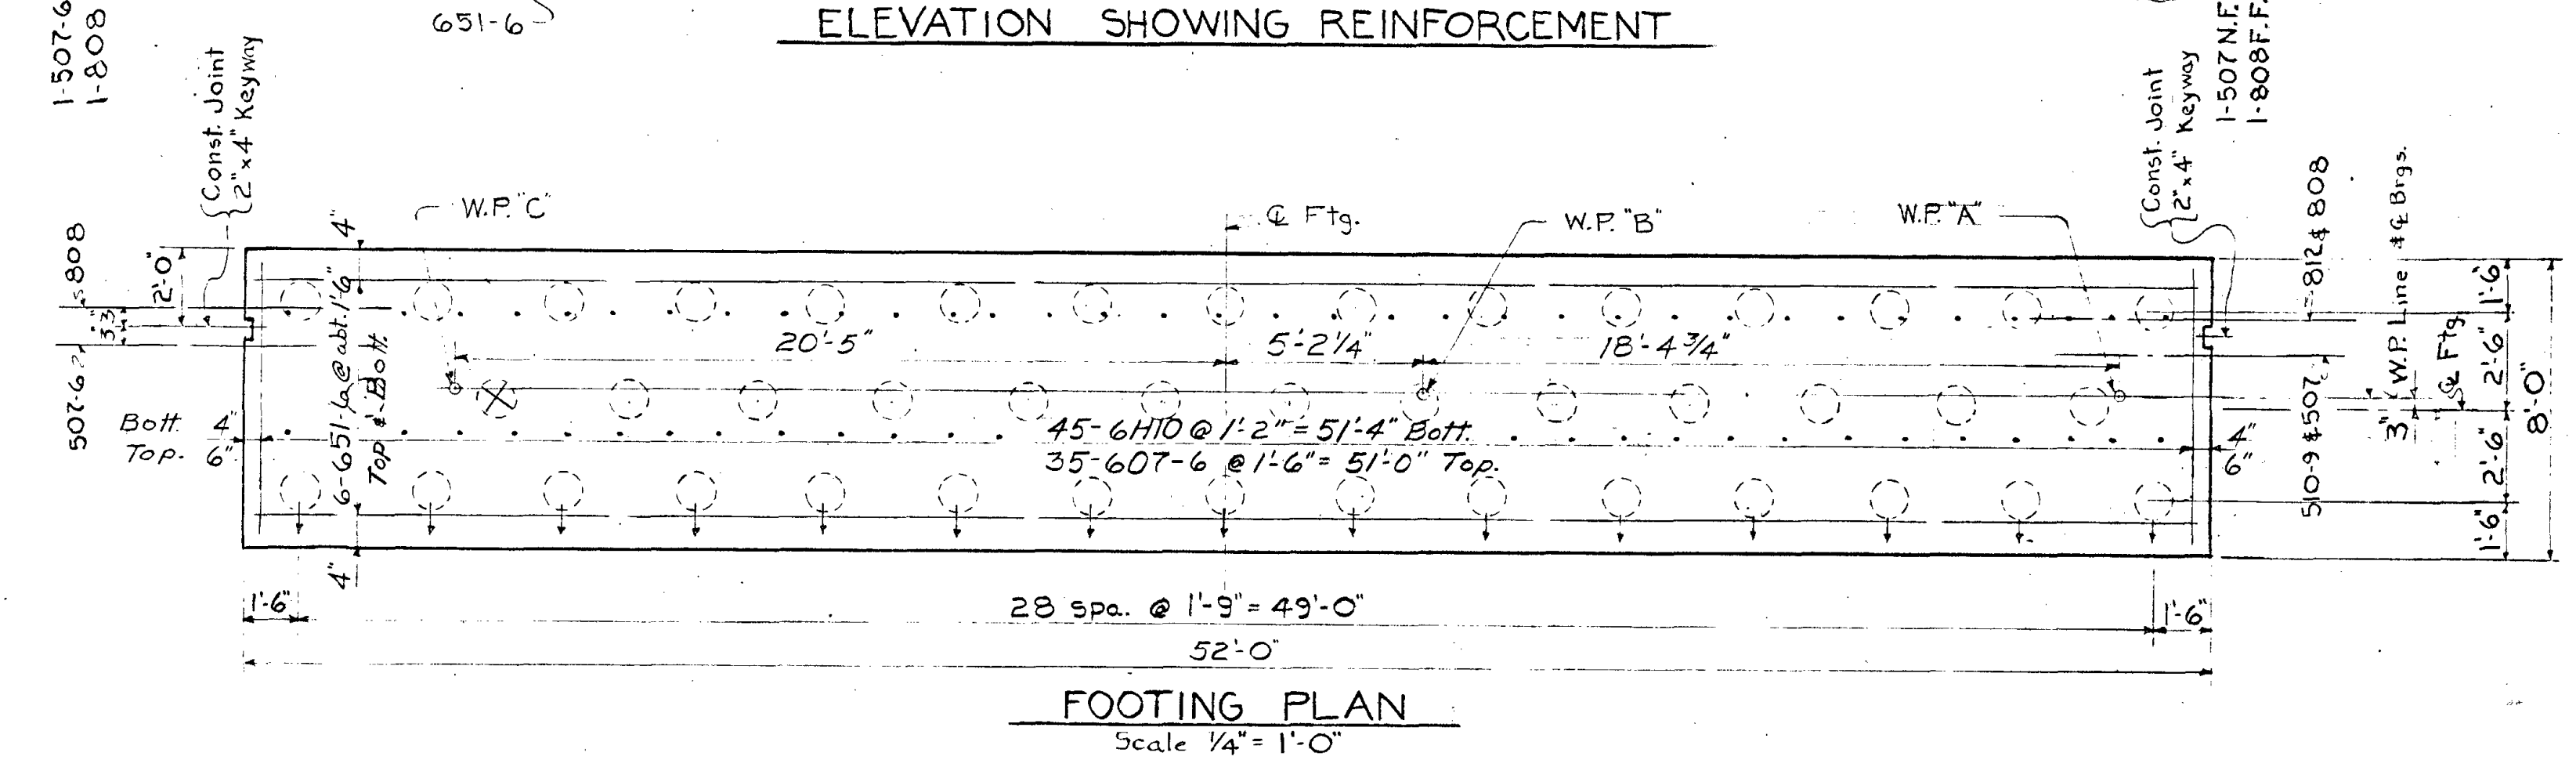 651-6
ELEVATION SHOWING REINFORCEMENT
1-507-6
1-808
Const. Joint
2"x4" Keyway
Const. Joint
2"x4" Keyway
1-507 N.F.
1-808 F.F.
W.P. "C"
℄ Ftg.
W.P. "B"
W.P. "A"
808
507-6
2'-0"
3" 3"
4"
6-651-6@abt. 1'-6"
Top & Bott.
4"
20'-5"
5'-2 1/4"
18'-4 3/4"
Bott. 4"
Top. 6"
45-6H10 @ 1'-2" = 51'-4" Bott.
35-607-6 @ 1'-6" = 51'-0" Top.
4"
6"
812 & 808
510-9 & 507
W.P. Line & ℄ Brgs.
3"
℄ Ftg.
1'-6"
2'-6"
2'-6"
1'-6"
8'-0"
1'-6"
28 spa. @ 1'-9" = 49'-0"
1'-6"
52'-0"
FOOTING PLAN
Scale 1/4" = 1'-0"